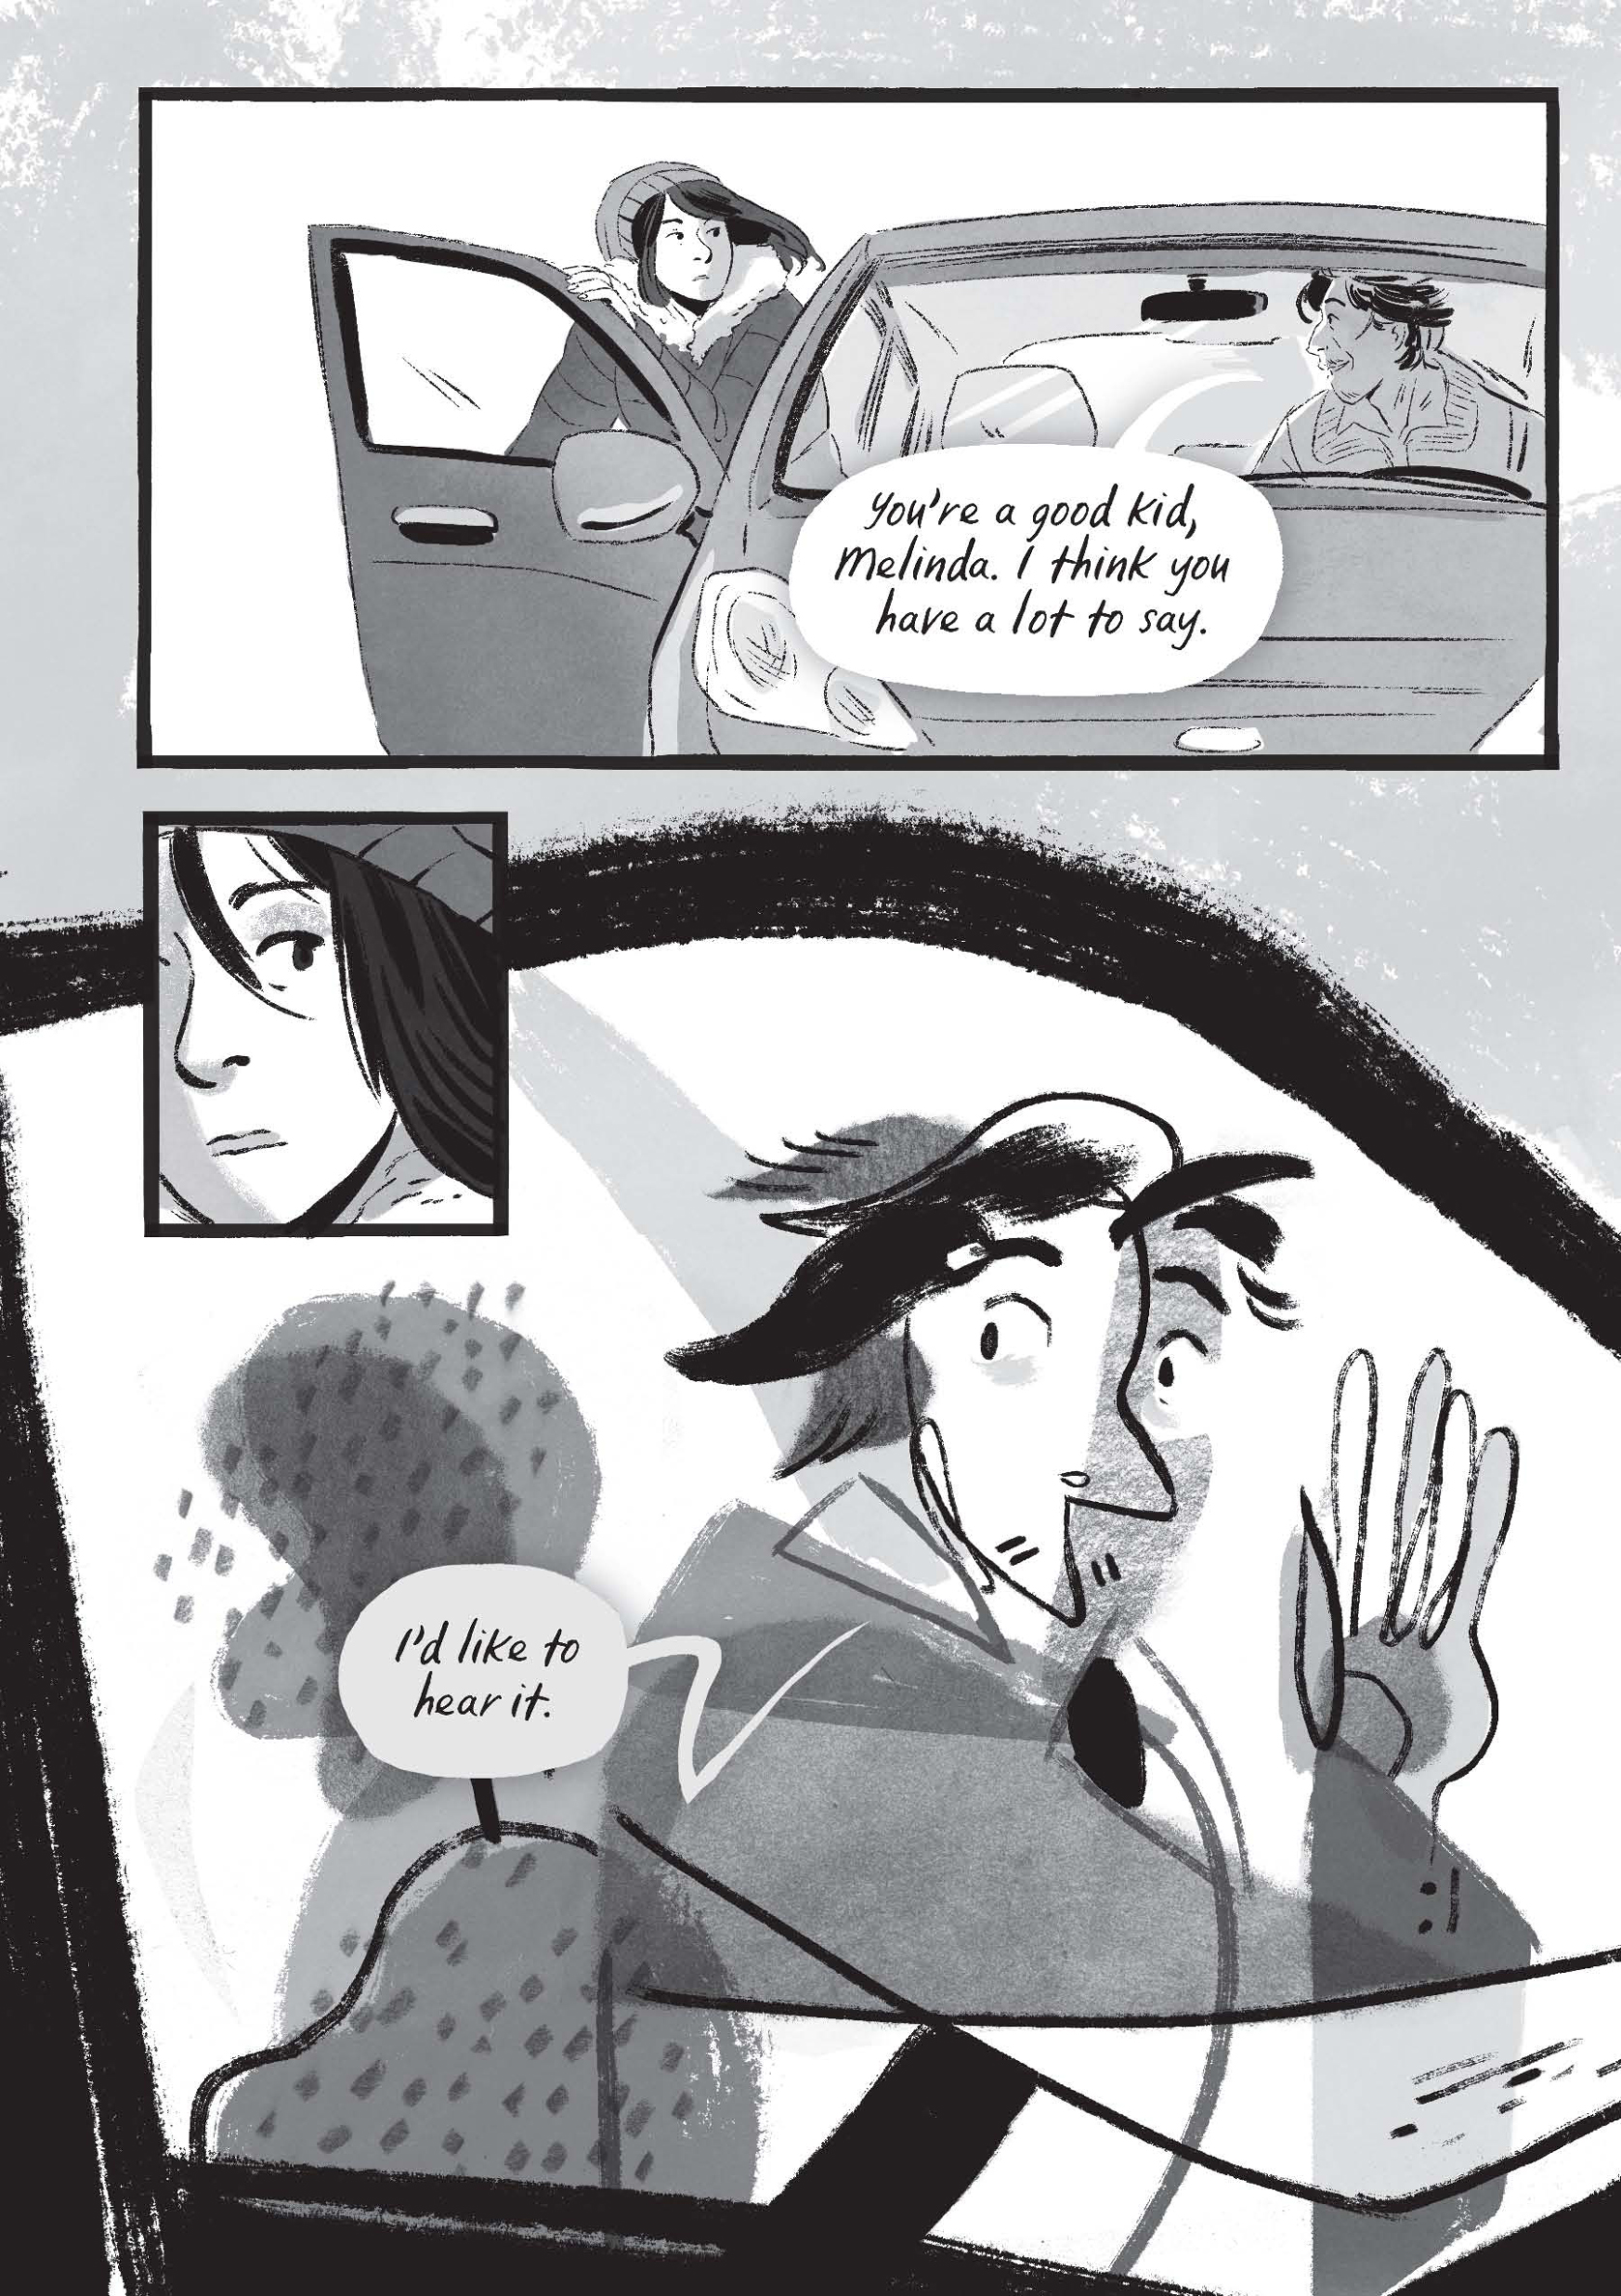 You're a good kid,
Melinda. I think you
have a lot to say.
I'd like to
hear it.